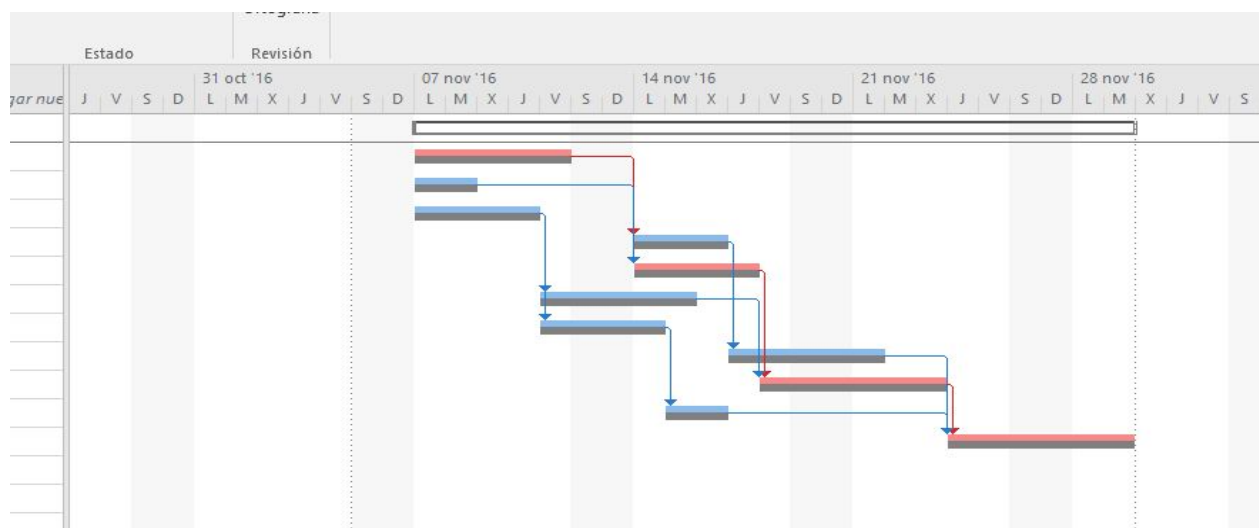 Estado Revisión
31 oct '16 07 nov '16 14 nov '16 21 nov '16 28 nov '16
J V S D L M X J V S D L M X J V S D L M X J V S D L M X J V S D L M X J V S